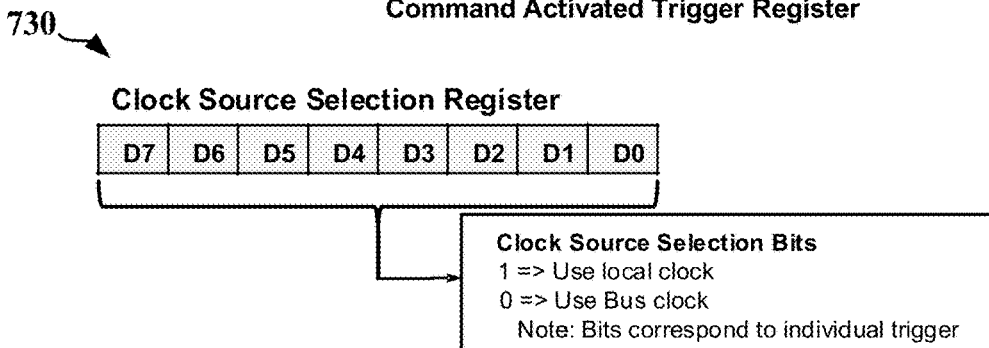 Command Activated Trigger Register
730
Clock Source Selection Register
D7 D6 D5 D4 D3 D2 D1 D0
Clock Source Selection Bits
1 => Use local clock
0 => Use Bus clock
Note: Bits correspond to individual trigger